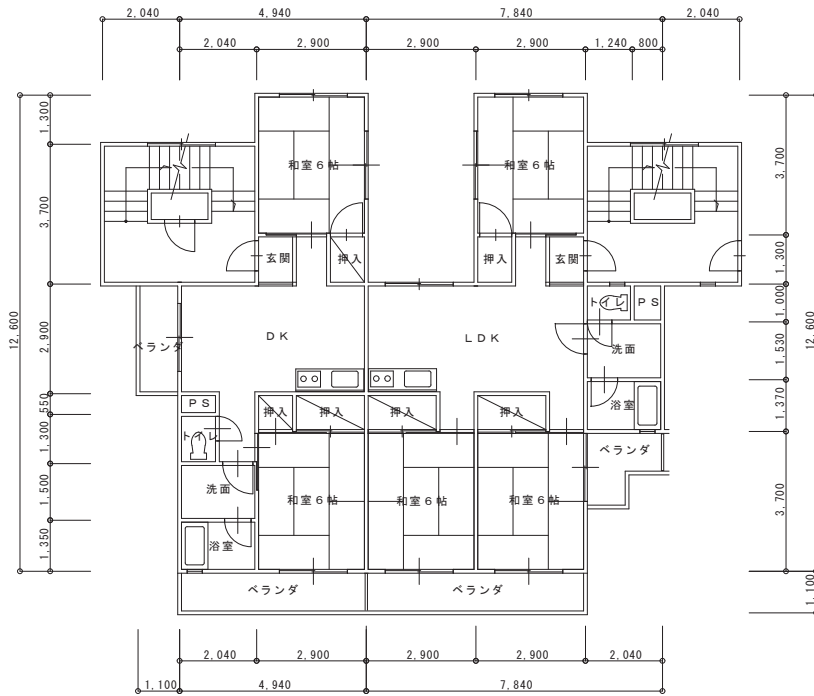 2,040
4,940
7,840
2,040
2,040
2,900
2,900
2,900
1,240
800
1,300
3,700
2,900
550
1,300
1,500
1,350
12,600
和室６帖
和室６帖
玄関
押入
押入
玄関
ベランダ
DK
LDK
トイレ
PS
洗面
浴室
PS
トイレ
洗面
浴室
押入
押入
押入
押入
和室６帖
和室６帖
和室６帖
ベランダ
ベランダ
ベランダ
3,700
1,300
1,000
1,530
1,370
3,700
12,600
1,100
2,040
2,900
2,900
2,900
2,040
1,100
4,940
7,840